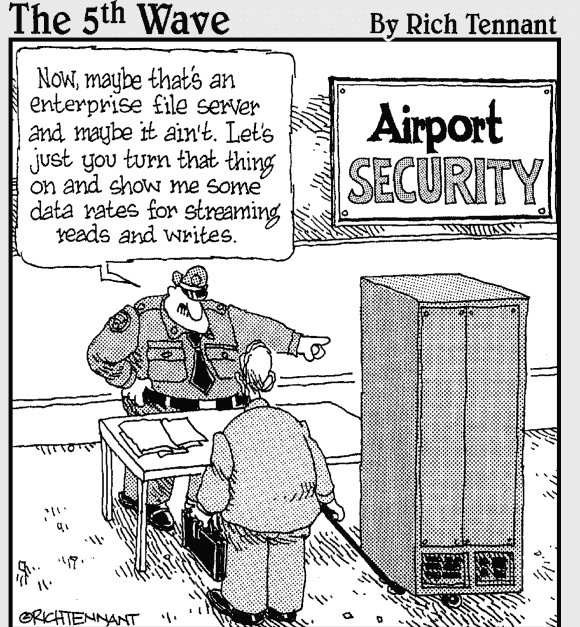 The 5th Wave
By Rich Tennant
Now, maybe that's an
enterprise file server
and maybe it ain't. Let's
just you turn that thing
on and show me some
data rates for streaming
reads and writes.
Airport
SECURITY
©RICHTENNANT